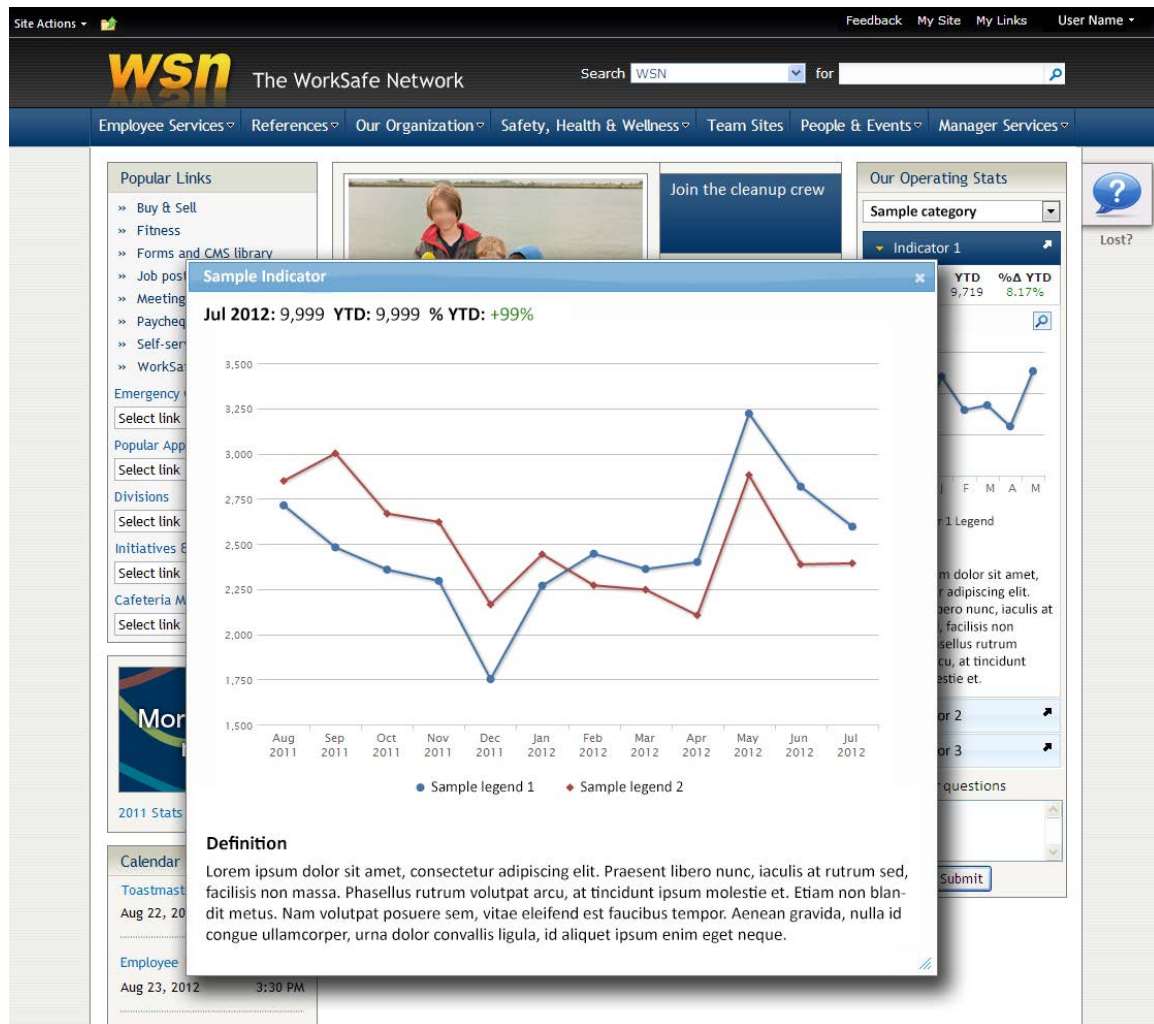 Site Actions
Feedback My Site My Links User Name
wsn The WorkSafe Network
Search WSN for
Employee Services References Our Organization Safety, Health & Wellness Team Sites People & Events Manager Services
Popular Links
» Buy & Sell
» Fitness
» Forms and CMS library
» Job post
» Meeting
» Paycheq
» Self-ser
» WorkSa
Emergency
Select link
Popular App
Select link
Divisions
Select link
Initiatives &
Select link
Cafeteria M
Select link
Mor
2011 Stats
Calendar
Toastmast
Aug 22, 20
Employee
Aug 23, 2012 3:30 PM
Join the cleanup crew
Sample Indicator
Jul 2012: 9,999 YTD: 9,999 % YTD: +99%
3,500
3,250
3,000
2,750
2,500
2,250
2,000
1,750
1,500
Aug 2011 Sep 2011 Oct 2011 Nov 2011 Dec 2011 Jan 2012 Feb 2012 Mar 2012 Apr 2012 May 2012 Jun 2012 Jul 2012
Sample legend 1 Sample legend 2
Definition
Lorem ipsum dolor sit amet, consectetur adipiscing elit. Praesent libero nunc, iaculis at rutrum sed,
facilisis non massa. Phasellus rutrum volutpat arcu, at tincidunt ipsum molestie et. Etiam non blan-
dit metus. Nam volutpat posuere sem, vitae eleifend est faucibus tempor. Aenean gravida, nulla id
congue ullamcorper, urna dolor convallis ligula, id aliquet ipsum enim eget neque.
Our Operating Stats
Sample category
Indicator 1
YTD %Δ YTD
9,719 8.17%
J F M A M
1 Legend
m dolor sit amet,
adipiscing elit.
nunc, iaculis at
, facilisis non
rutrum
, at tincidunt
et.
2
3
questions
Submit
?
Lost?